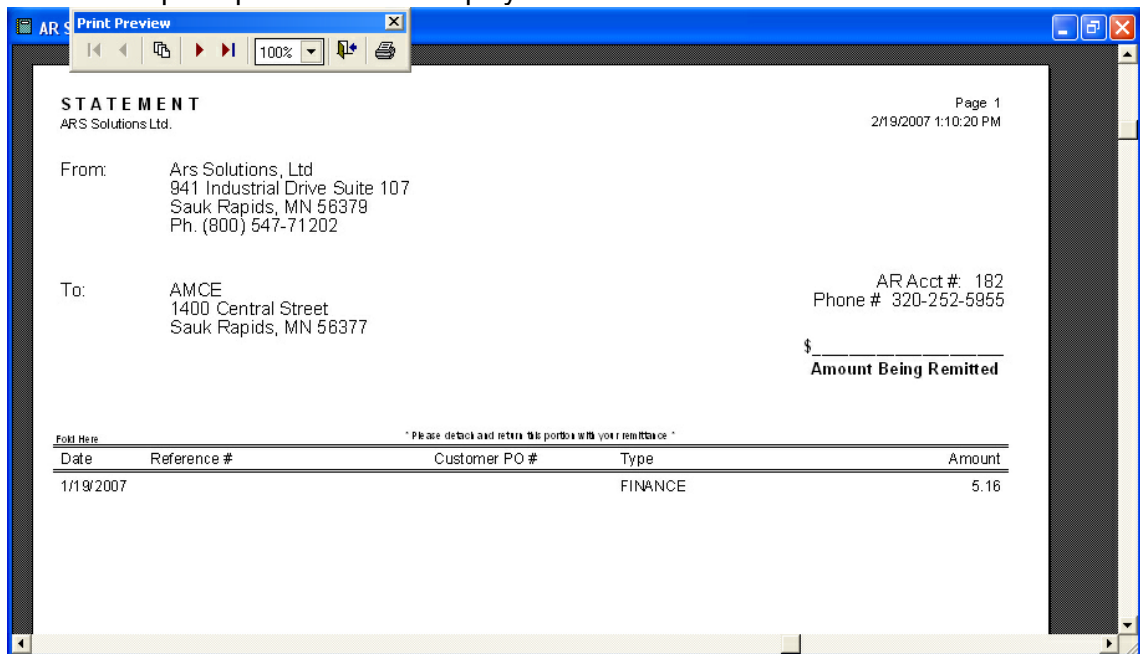 AR S
Print Preview
100%
STATEMENT
Page 1
ARS Solutions Ltd.
2/19/2007 1:10:20 PM
From: Ars Solutions, Ltd
941 Industrial Drive Suite 107
Sauk Rapids, MN 56379
Ph. (800) 547-71202
To: AMCE
1400 Central Street
Sauk Rapids, MN 56377
AR Acct #: 182
Phone # 320-252-5955
$
Amount Being Remitted
Fold Here
* Please detach and return this portion with your remittance *
Date Reference # Customer PO # Type Amount
1/19/2007 FINANCE 5.16